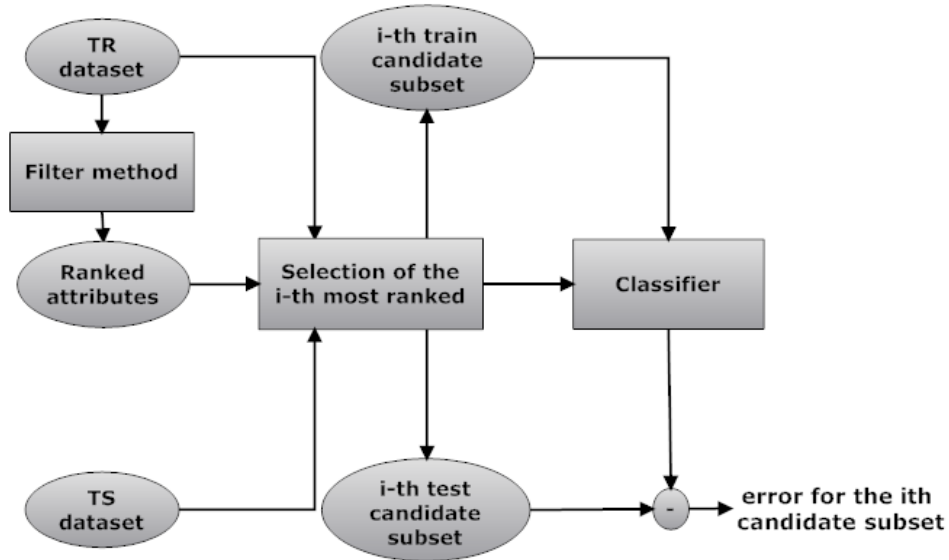 TR
dataset
i-th train
candidate
subset
Filter method
Ranked
attributes
Selection of the
i-th most ranked
Classifier
TS
dataset
i-th test
candidate
subset
-
error for the ith
candidate subset